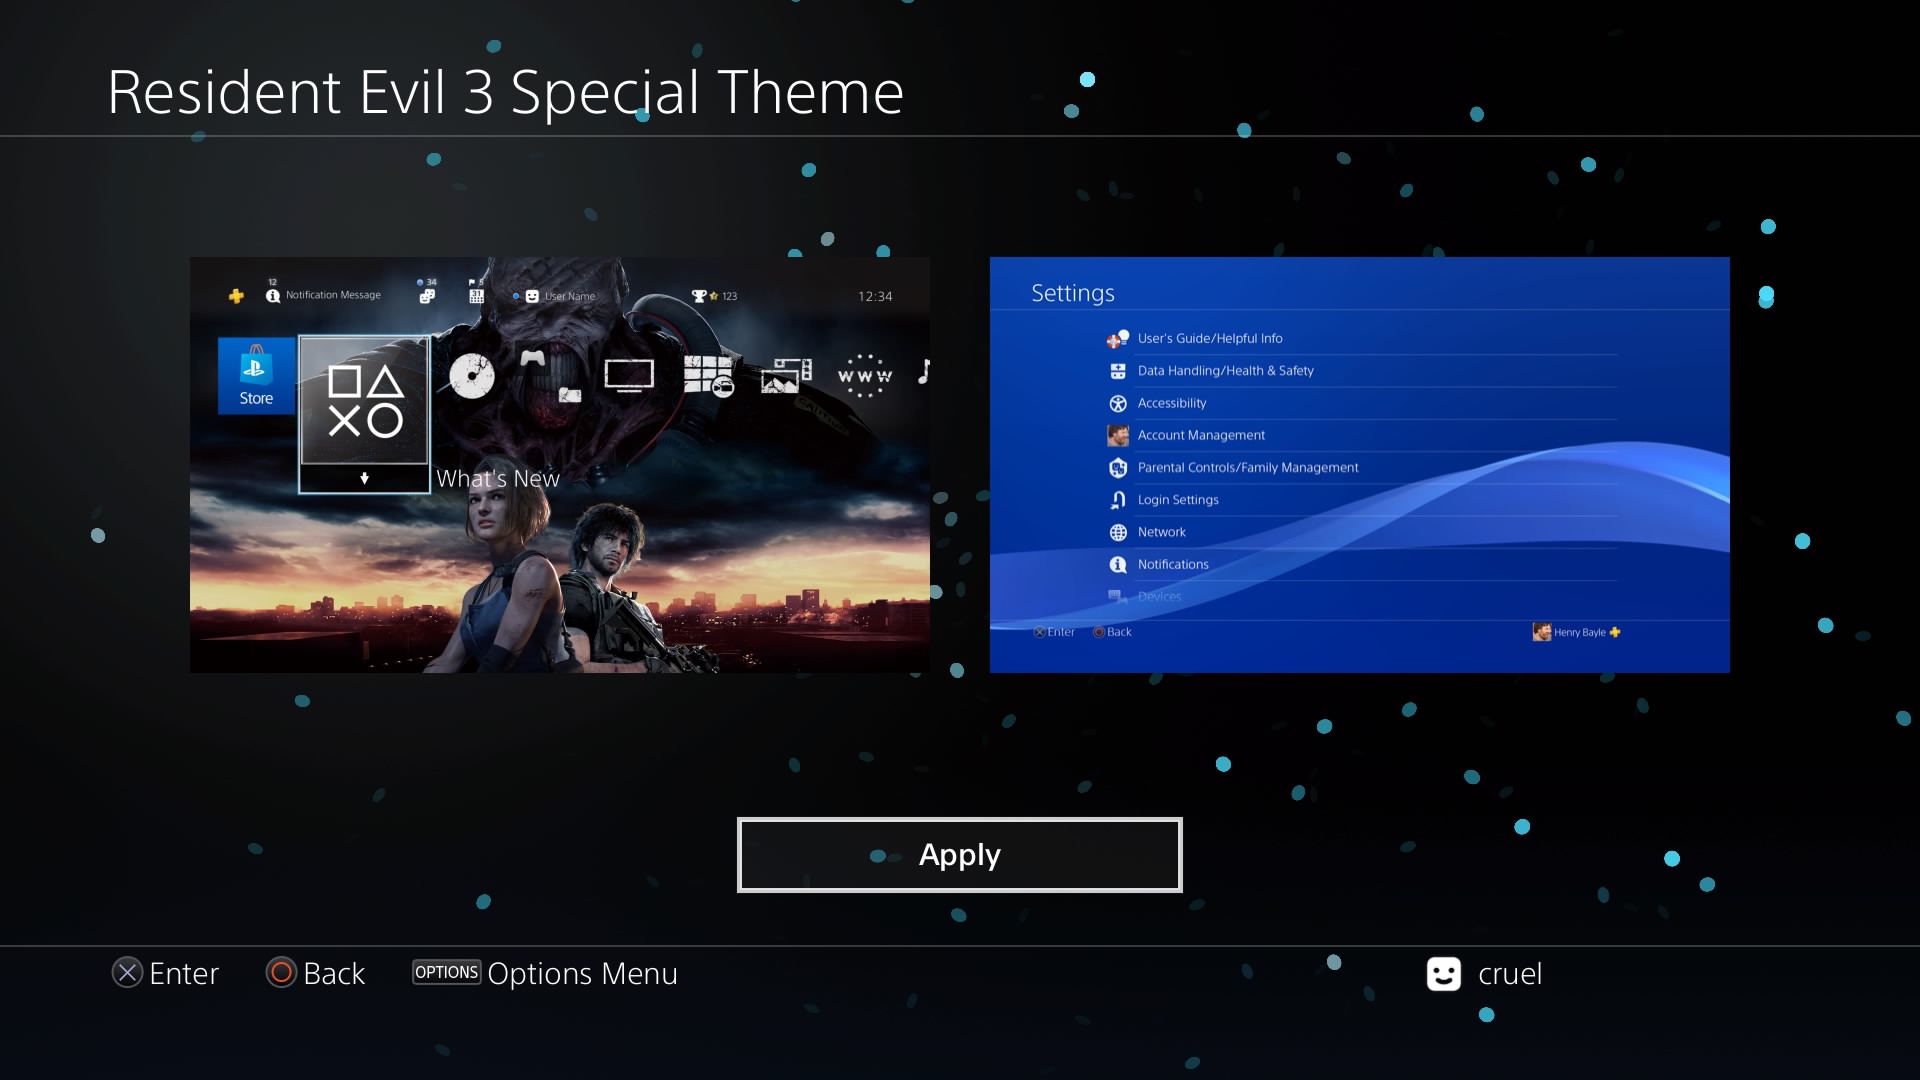 Resident Evil 3 Special Theme
12
Notification Message
34
5
31
User Name
123
12:34
Store
www
What's New
Settings
User's Guide/Helpful Info
Data Handling/Health & Safety
Accessibility
Account Management
Parental Controls/Family Management
Login Settings
Network
Notifications
Devices
Enter
Back
Henry Bayle
Apply
Enter
Back
OPTIONS Options Menu
cruel